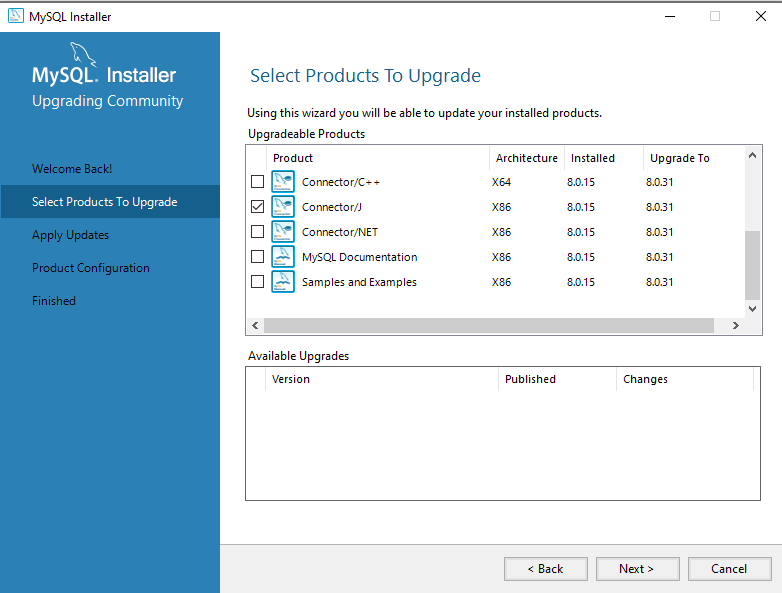 MySQL Installer
MySQL. Installer
Upgrading Community
Welcome Back!
Select Products To Upgrade
Apply Updates
Product Configuration
Finished
Select Products To Upgrade
Using this wizard you will be able to update your installed products.
Upgradeable Products
Product Architecture Installed Upgrade To
Connector/C++ X64 8.0.15 8.0.31
Connector/J X86 8.0.15 8.0.31
Connector/NET X86 8.0.15 8.0.31
MySQL Documentation X86 8.0.15 8.0.31
Samples and Examples X86 8.0.15 8.0.31
Available Upgrades
Version Published Changes
< Back Next > Cancel